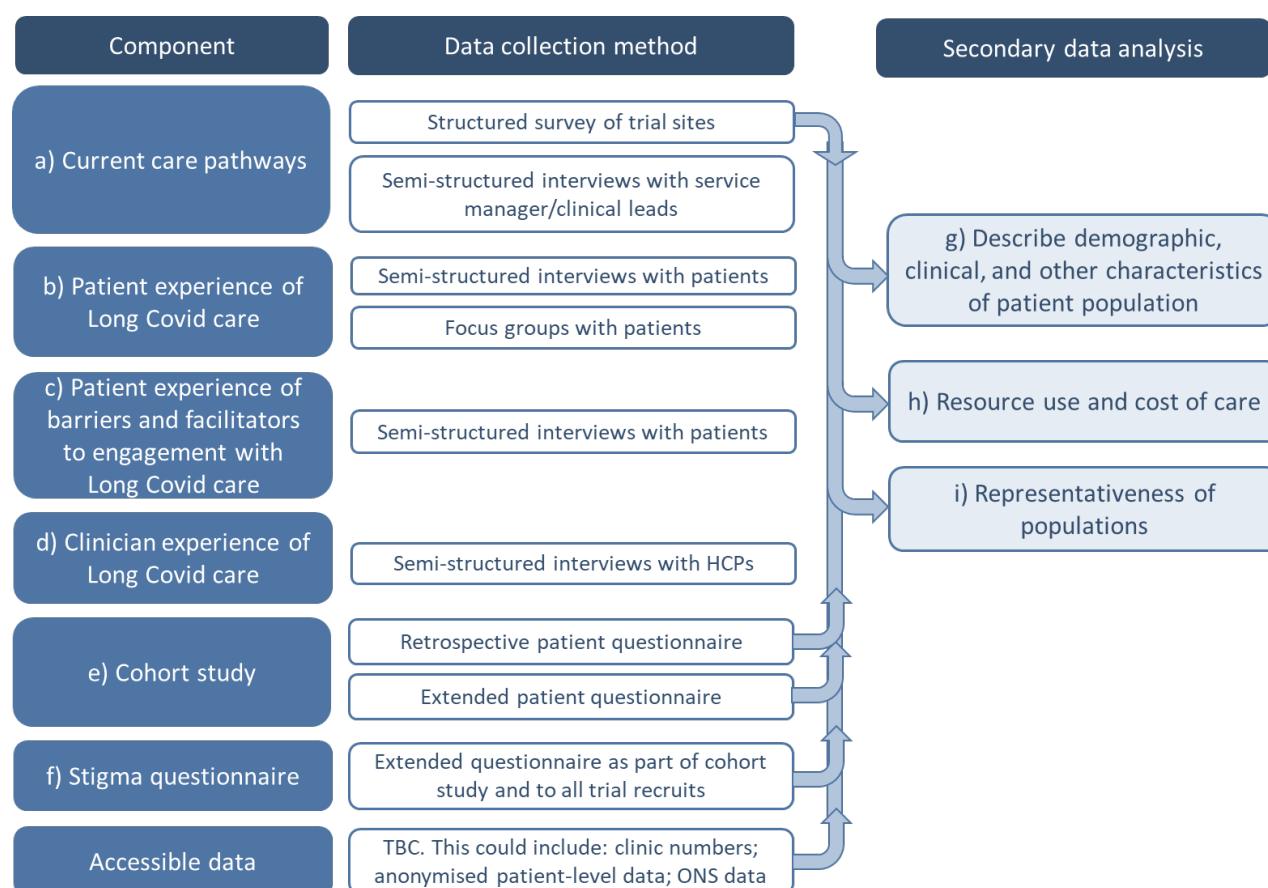 Component
Data collection method
Secondary data analysis
a) Current care pathways
Structured survey of trial sites
Semi-structured interviews with service
manager/clinical leads
b) Patient experience of
Long Covid care
Semi-structured interviews with patients
Focus groups with patients
c) Patient experience of
barriers and facilitators
to engagement with
Long Covid care
Semi-structured interviews with patients
d) Clinician experience of
Long Covid care
Semi-structured interviews with HCPs
e) Cohort study
Retrospective patient questionnaire
Extended patient questionnaire
f) Stigma questionnaire
Extended questionnaire as part of cohort
study and to all trial recruits
Accessible data
TBC. This could include: clinic numbers;
anonymised patient-level data; ONS data
g) Describe demographic,
clinical, and other characteristics
of patient population
h) Resource use and cost of care
i) Representativeness of
populations